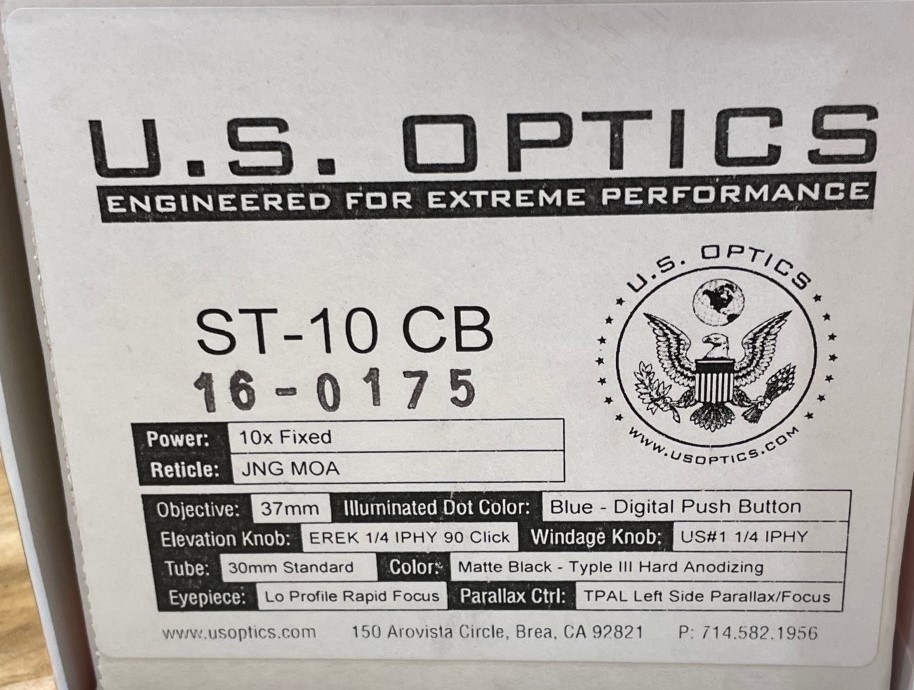 U.S. OPTICS
ENGINEERED FOR EXTREME PERFORMANCE
U.S. OPTICS
WWW.USOPTICS.COM
ST-10 CB
16-0175
Power: 10x Fixed
Reticle: JNG MOA
Objective: 37mm Illuminated Dot Color: Blue - Digital Push Button
Elevation Knob: EREK 1/4 IPHY 90 Click Windage Knob: US#1 1/4 IPHY
Tube: 30mm Standard Color: Matte Black - Typle III Hard Anodizing
Eyepiece: Lo Profile Rapid Focus Parallax Ctrl: TPAL Left Side Parallax/Focus
www.usoptics.com 150 Arovista Circle, Brea, CA 92821 P: 714.582.1956